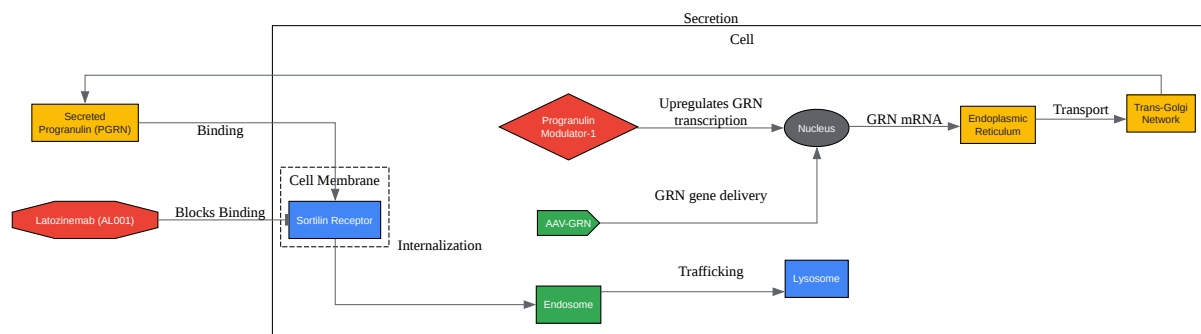 Secretion
Cell
Secreted
Progranulin (PGRN)
Binding
Progranulin
Modulator-1
Upregulates GRN
transcription
Nucleus
GRN mRNA
Endoplasmic
Reticulum
Transport
Trans-Golgi
Network
Cell Membrane
Latozinemab (AL001)
Blocks Binding
Sortilin Receptor
Internalization
GRN gene delivery
AAV-GRN
Endosome
Trafficking
Lysosome